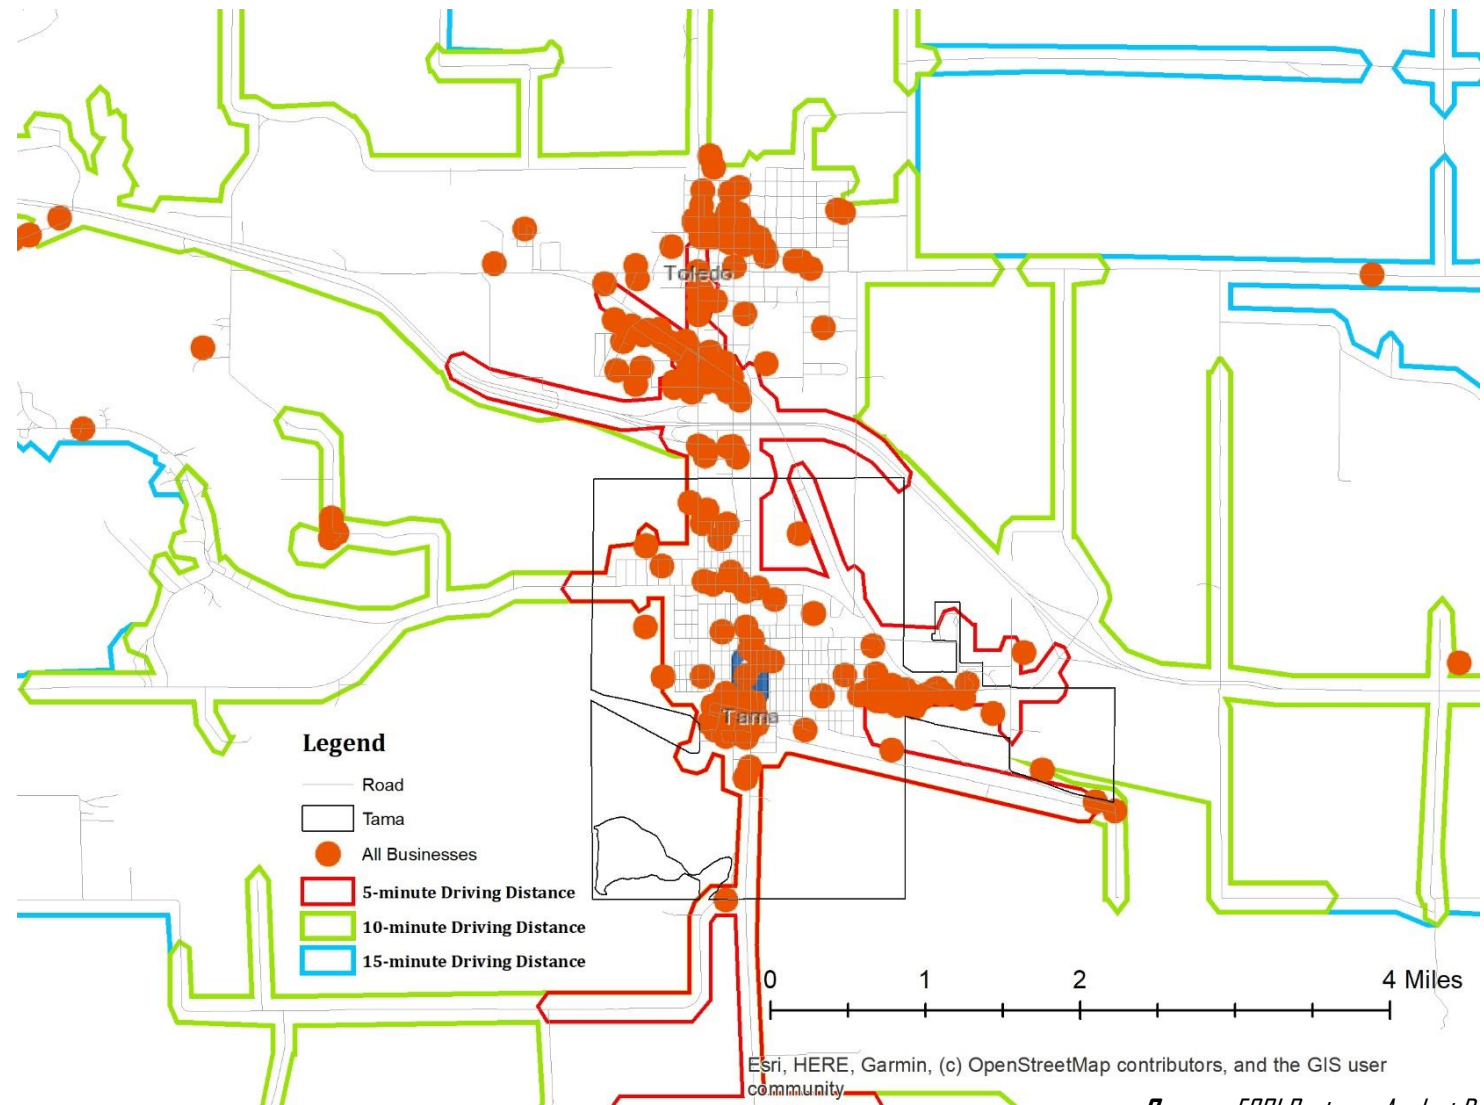 Toledo
Tama
Legend
Road
Tama
All Businesses
5-minute Driving Distance
10-minute Driving Distance
15-minute Driving Distance
0 1 2 4 Miles
Esri, HERE, Garmin, (c) OpenStreetMap contributors, and the GIS user
community